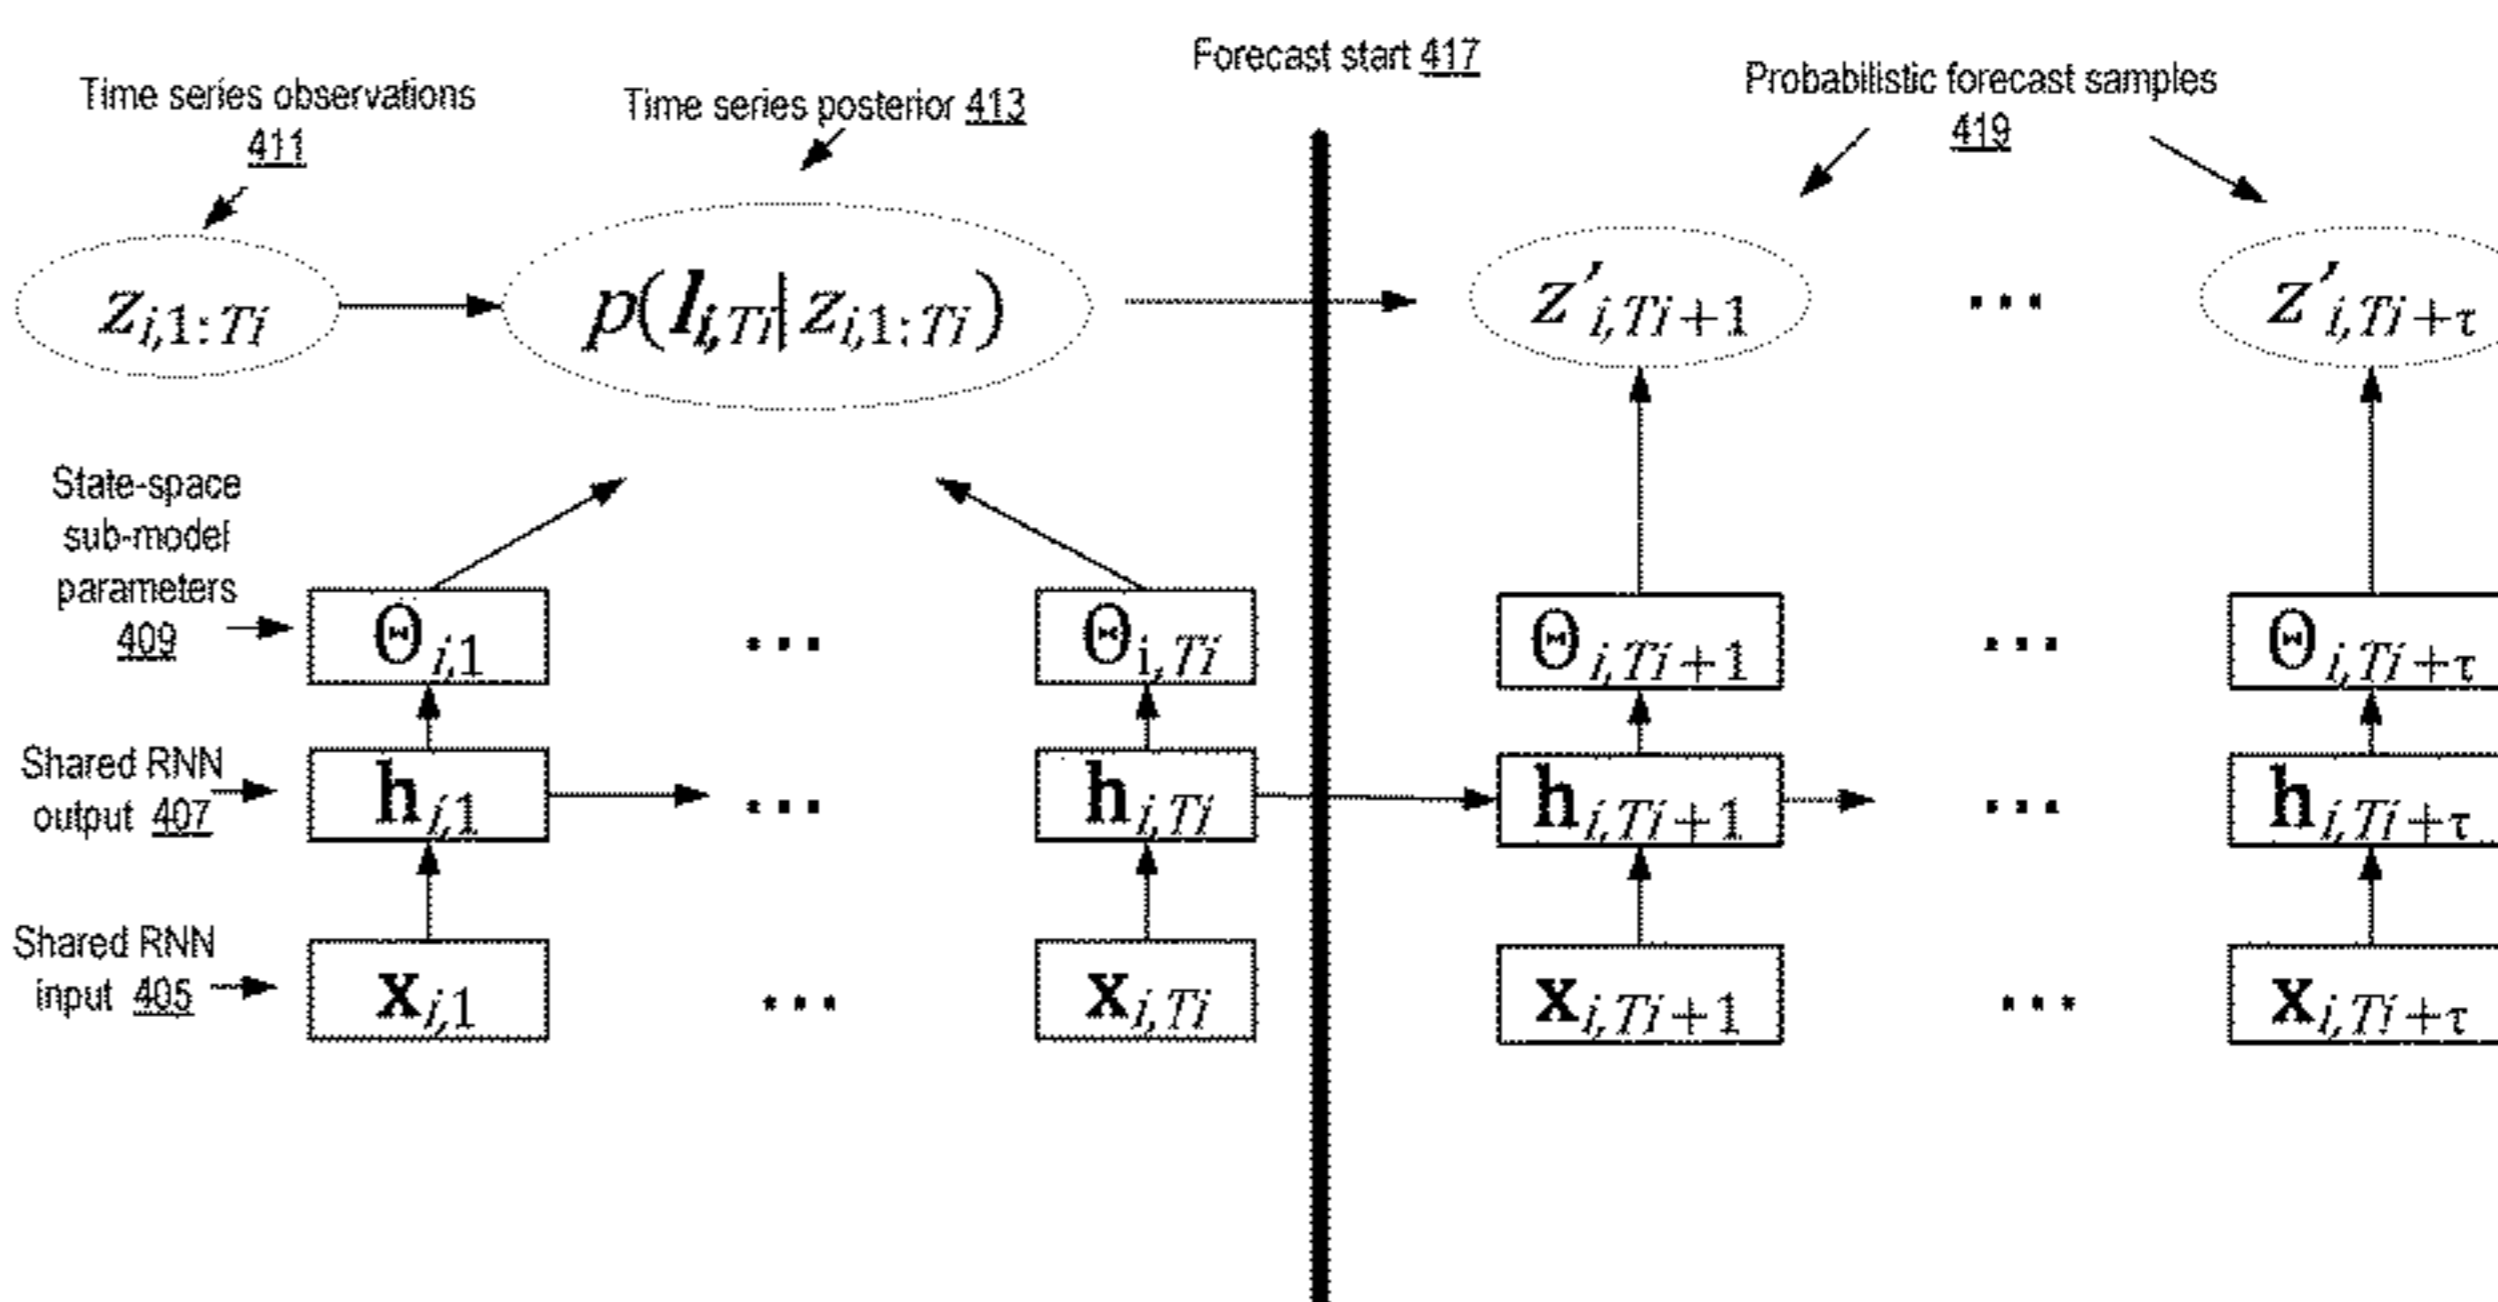 Forecast start 417
Time series observations
411
Time series posterior 413
Probabilistic forecast samples
419
z_{i,1:Ti}
p(l_{i,Ti}|z_{i,1:Ti})
z'_{i,Ti+1}
...
z'_{i,Ti+τ}
State-space
sub-model
parameters
409
Θ_{i,1}
...
Θ_{i,Ti}
Θ_{i,Ti+1}
...
Θ_{i,Ti+τ}
Shared RNN
output 407
h_{i,1}
...
h_{i,Ti}
h_{i,Ti+1}
...
h_{i,Ti+τ}
Shared RNN
input 405
x_{i,1}
...
x_{i,Ti}
x_{i,Ti+1}
...
x_{i,Ti+τ}